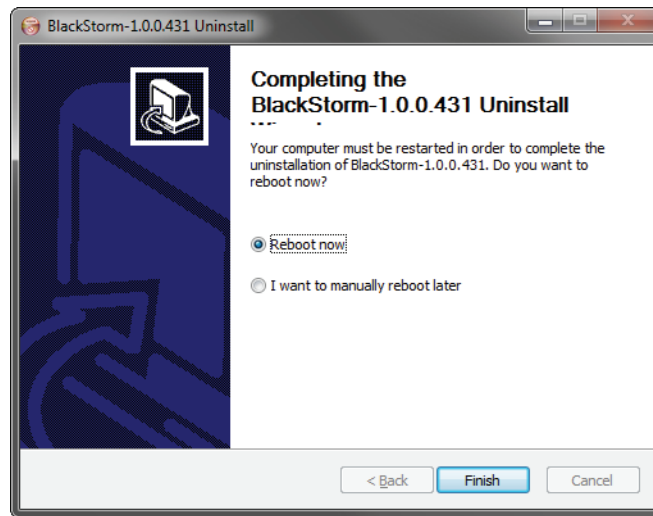 BlackStorm-1.0.0.431 Uninstall
Completing the
BlackStorm-1.0.0.431 Uninstall
Your computer must be restarted in order to complete the
uninstallation of BlackStorm-1.0.0.431. Do you want to
reboot now?
Reboot now
I want to manually reboot later
< Back
Finish
Cancel